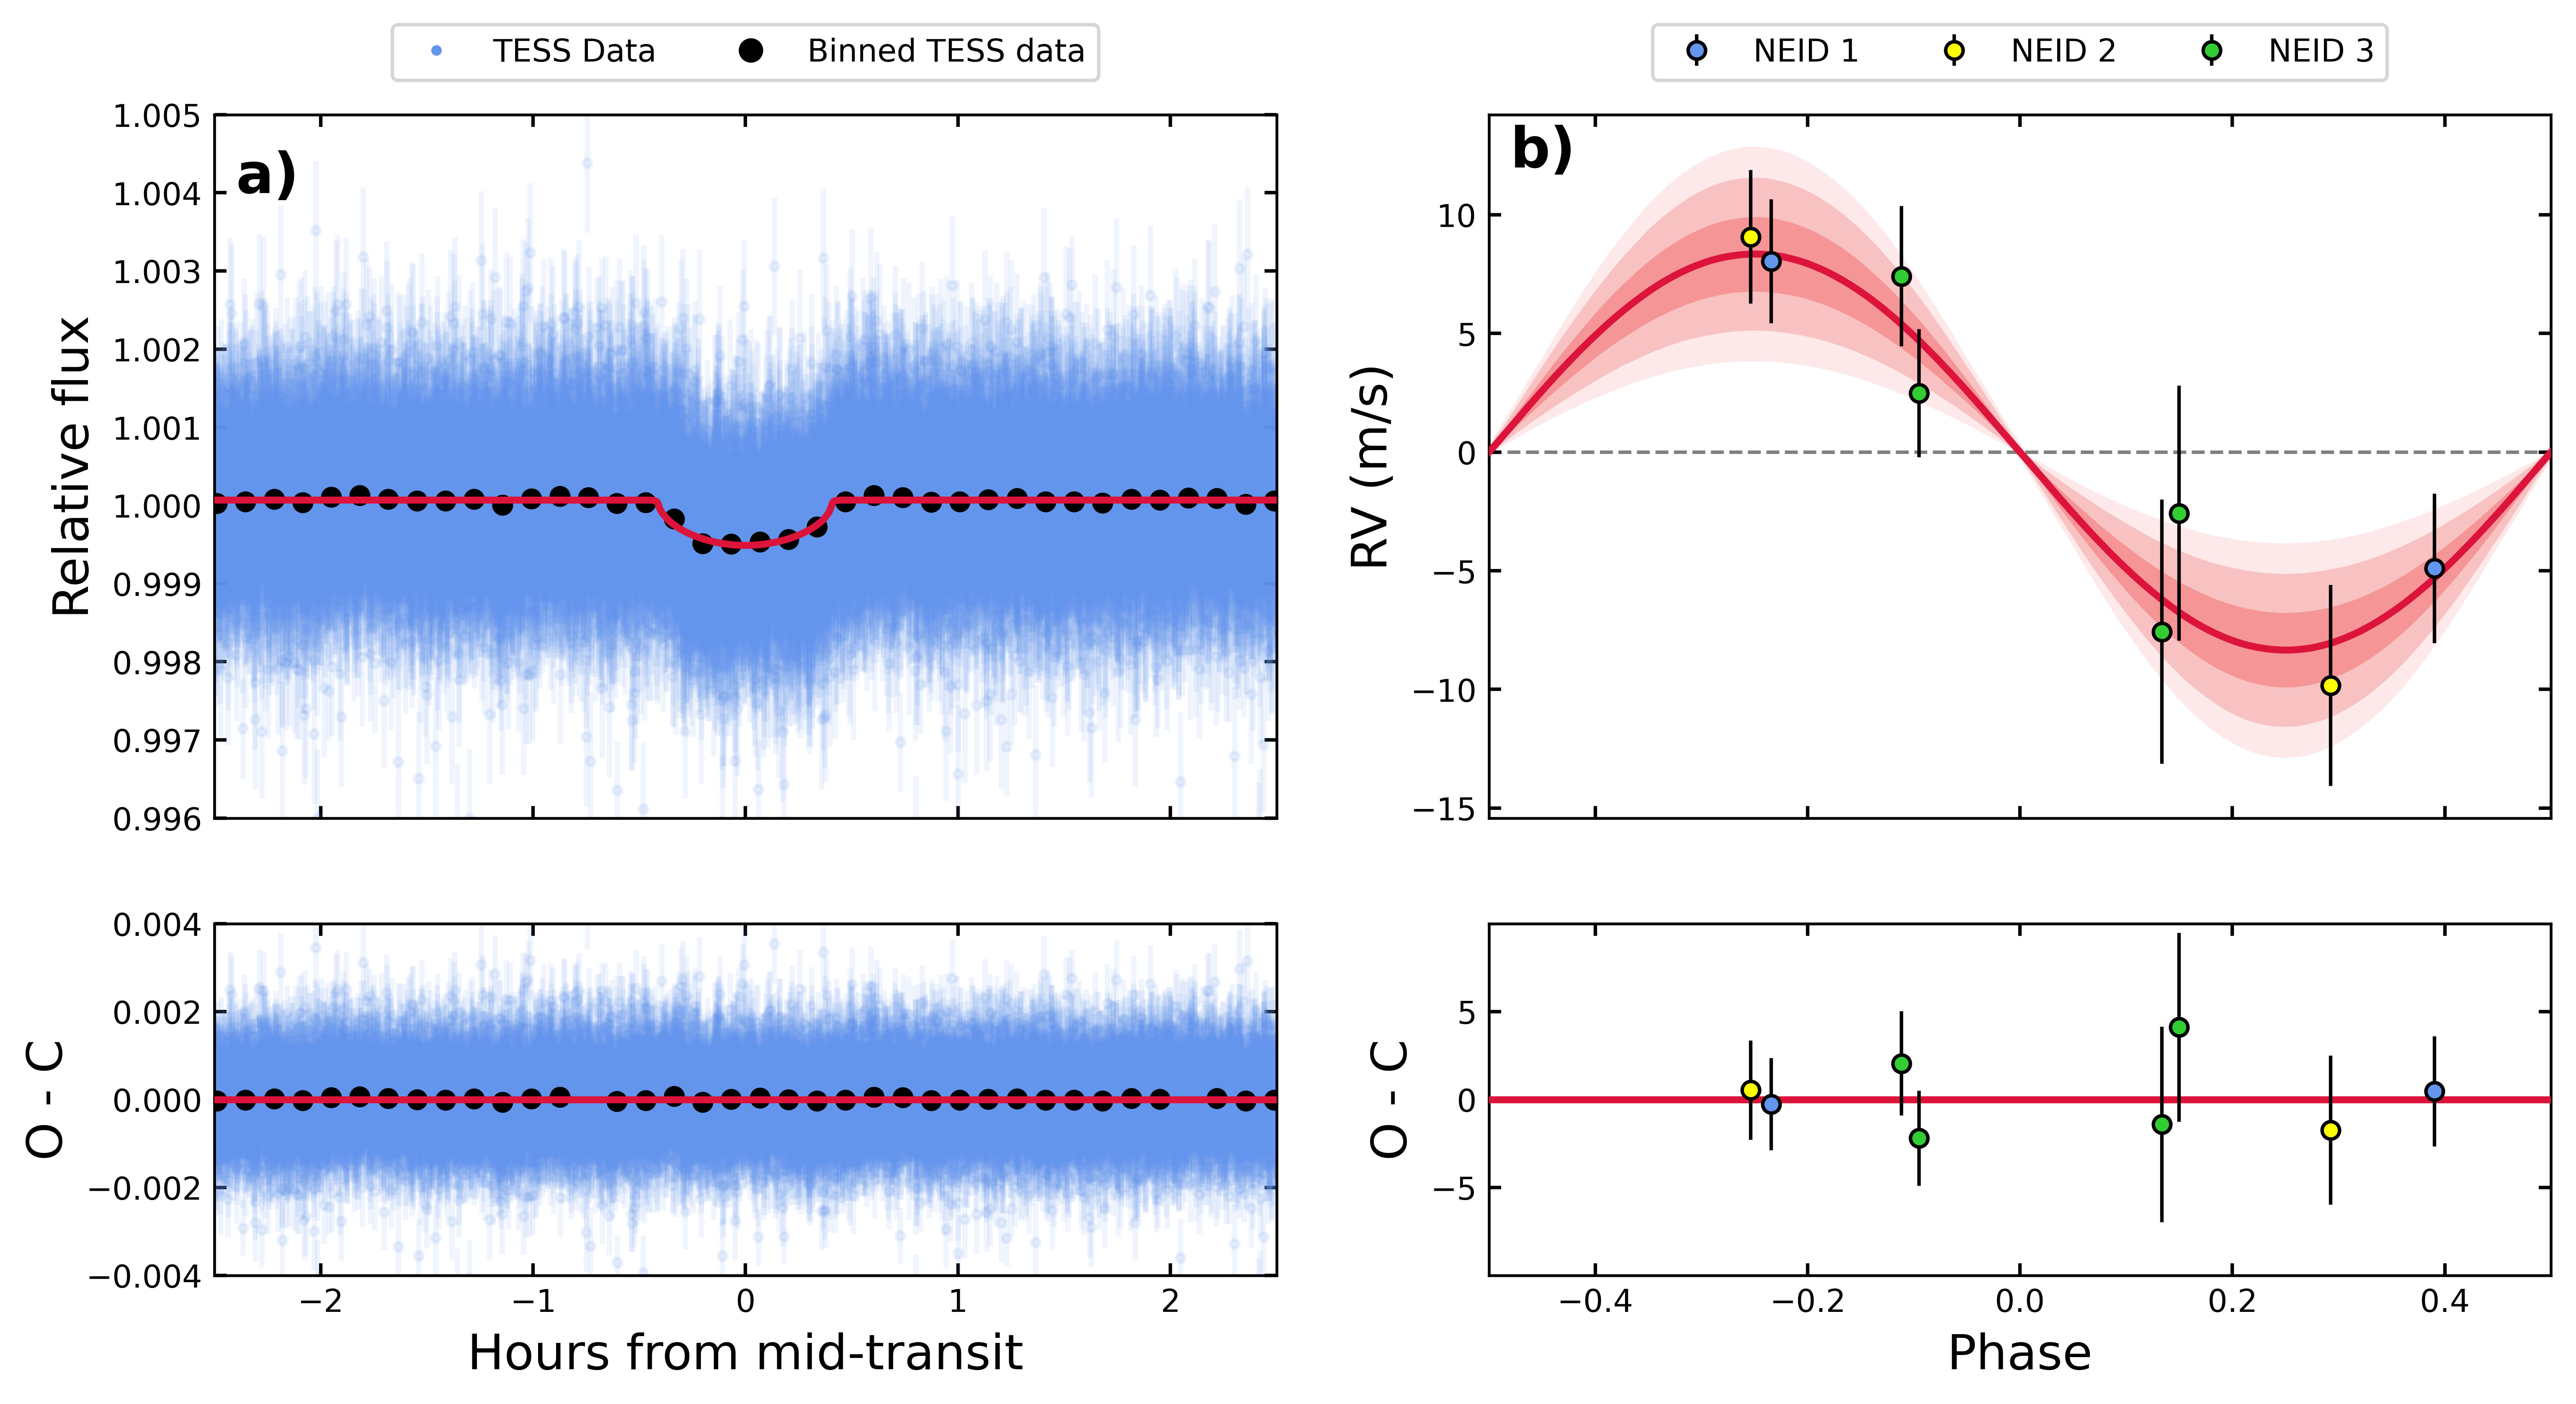 TESS Data Binned TESS data
NEID 1 NEID 2 NEID 3
a)
1.005
1.004
1.003
1.002
1.001
1.000
0.999
0.998
0.997
0.996
Relative flux
b)
10
5
0
−5
−10
−15
RV (m/s)
0.004
0.002
0.000
−0.002
−0.004
O - C
−2 −1 0 1 2
Hours from mid-transit
5
0
−5
O - C
−0.4 −0.2 0.0 0.2 0.4
Phase